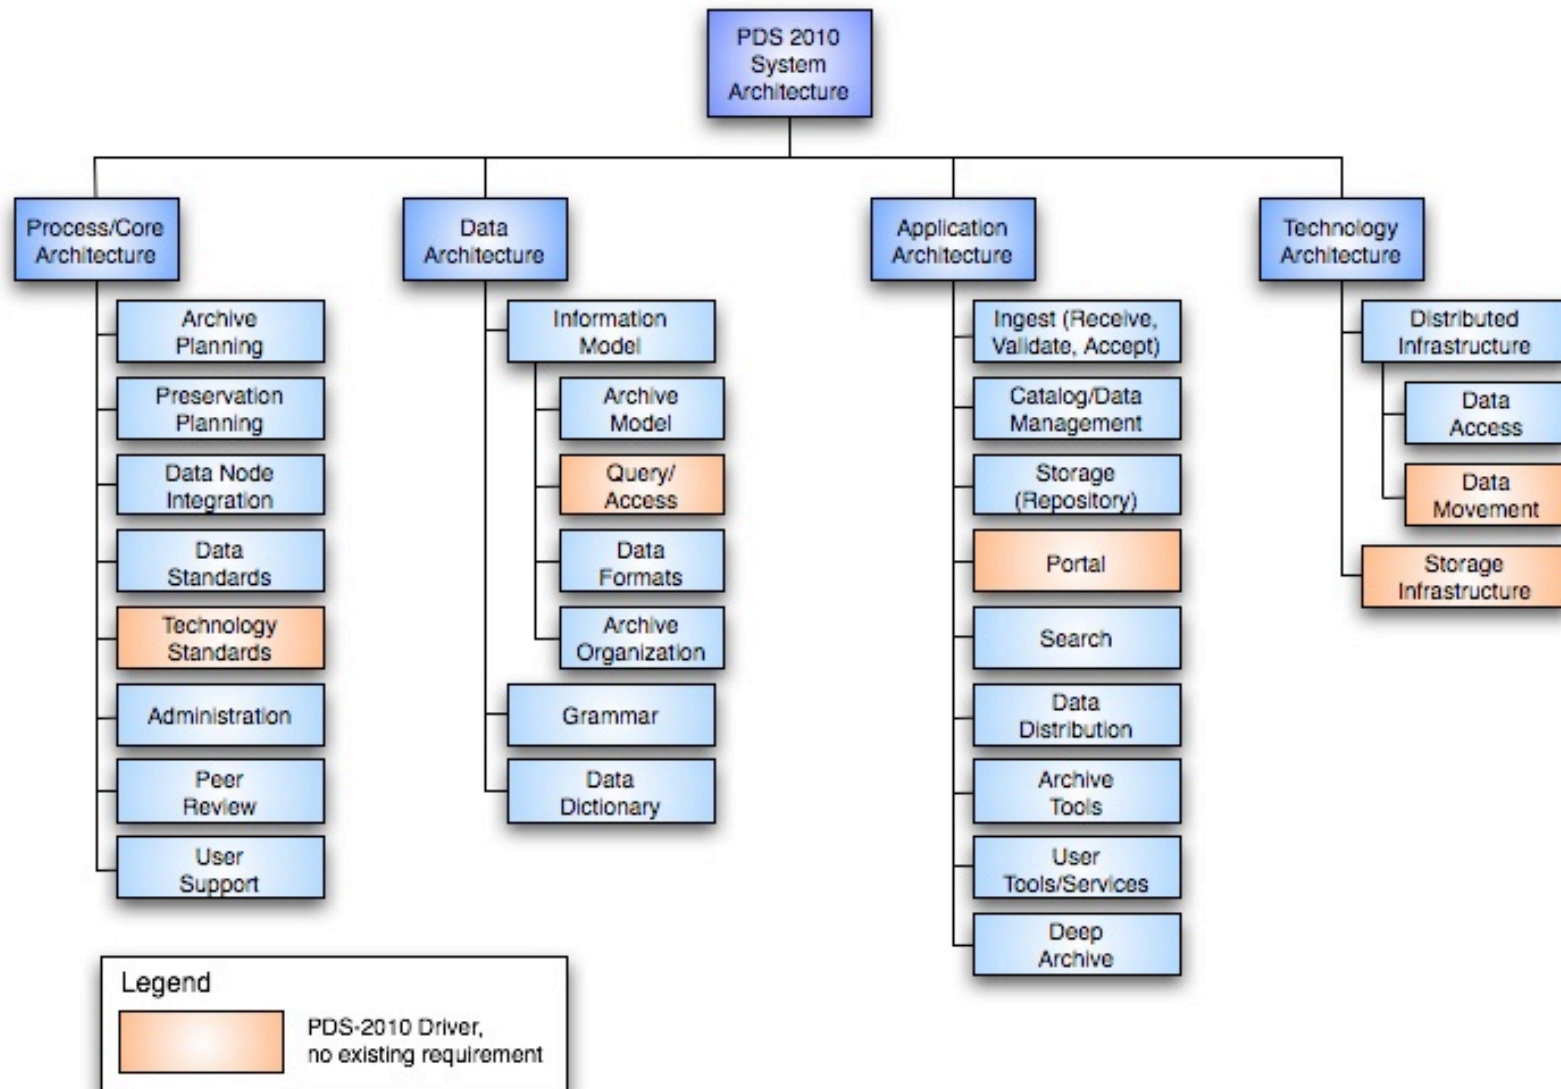 PDS 2010
System
Architecture
Process/Core
Architecture
Archive
Planning
Preservation
Planning
Data Node
Integration
Data
Standards
Technology
Standards
Administration
Peer
Review
User
Support
Data
Architecture
Information
Model
Archive
Model
Query/
Access
Data
Formats
Archive
Organization
Grammar
Data
Dictionary
Application
Architecture
Ingest (Receive,
Validate, Accept)
Catalog/Data
Management
Storage
(Repository)
Portal
Search
Data
Distribution
Archive
Tools
User
Tools/Services
Deep
Archive
Technology
Architecture
Distributed
Infrastructure
Data
Access
Data
Movement
Storage
Infrastructure
Legend
PDS-2010 Driver,
no existing requirement